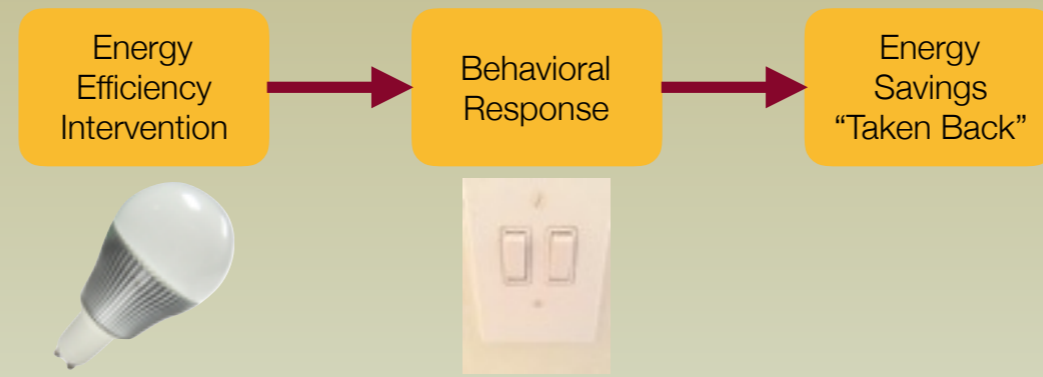 Energy
Efficiency
Intervention
Behavioral
Response
Energy
Savings
“Taken Back”